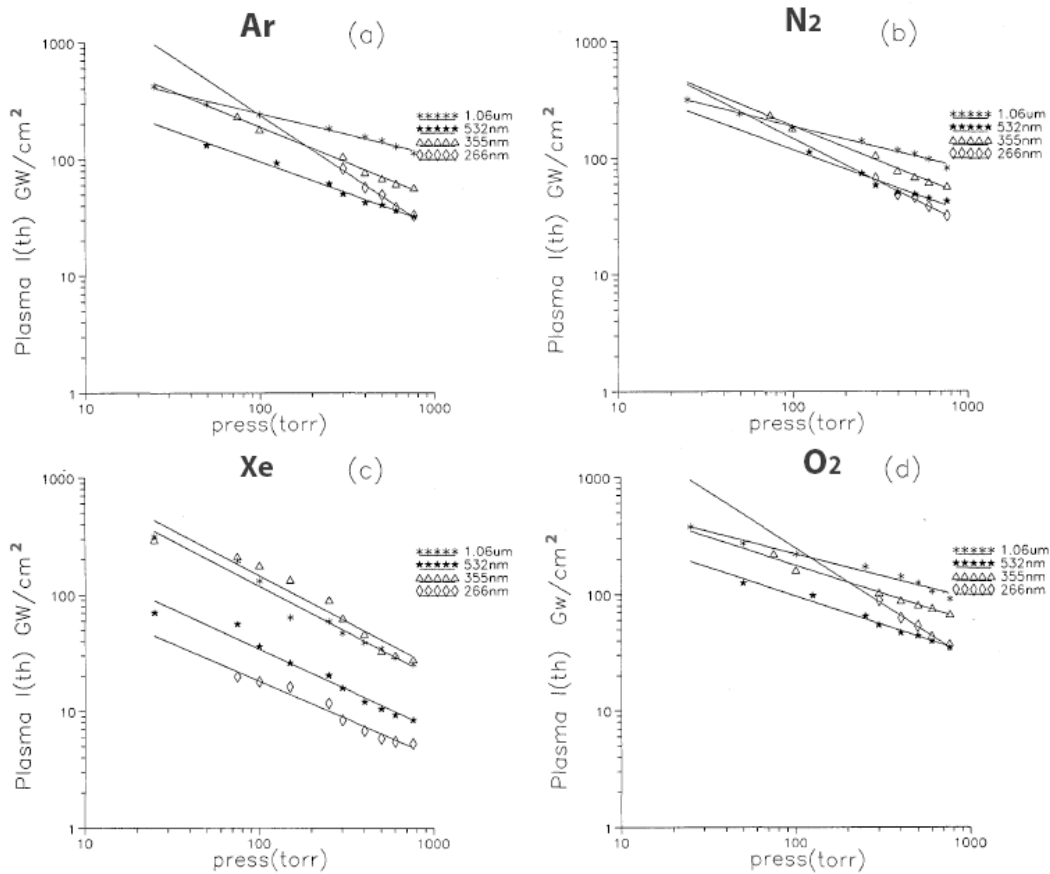 Ar (a)
Plasma I(th) GW/cm²
1000
100
10
1
10 100 1000
press(torr)
1.06um
532nm
355nm
266nm
N2 (b)
Plasma I(th) GW/cm²
1000
100
10
1
10 100 1000
press(torr)
1.06um
532nm
355nm
266nm
Xe (c)
Plasma I(th) GW/cm²
1000
100
10
1
10 100 1000
press(torr)
1.06um
532nm
355nm
266nm
O2 (d)
Plasma I(th) GW/cm²
1000
100
10
1
10 100 1000
press(torr)
1.06um
532nm
355nm
266nm